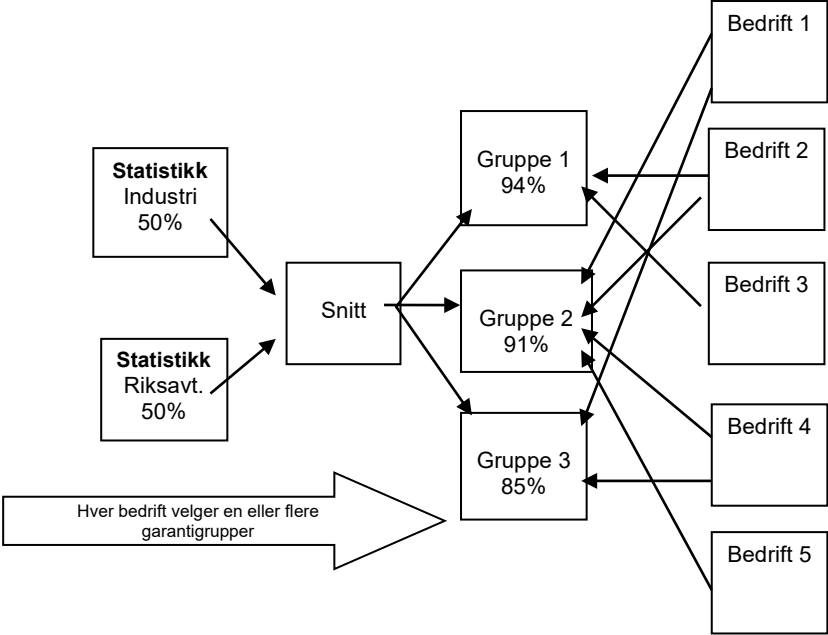 Statistikk
Industri
50%
Statistikk
Riksavt.
50%
Snitt
Gruppe 1
94%
Gruppe 2
91%
Gruppe 3
85%
Bedrift 1
Bedrift 2
Bedrift 3
Bedrift 4
Bedrift 5
Hver bedrift velger en eller flere
garantigrupper